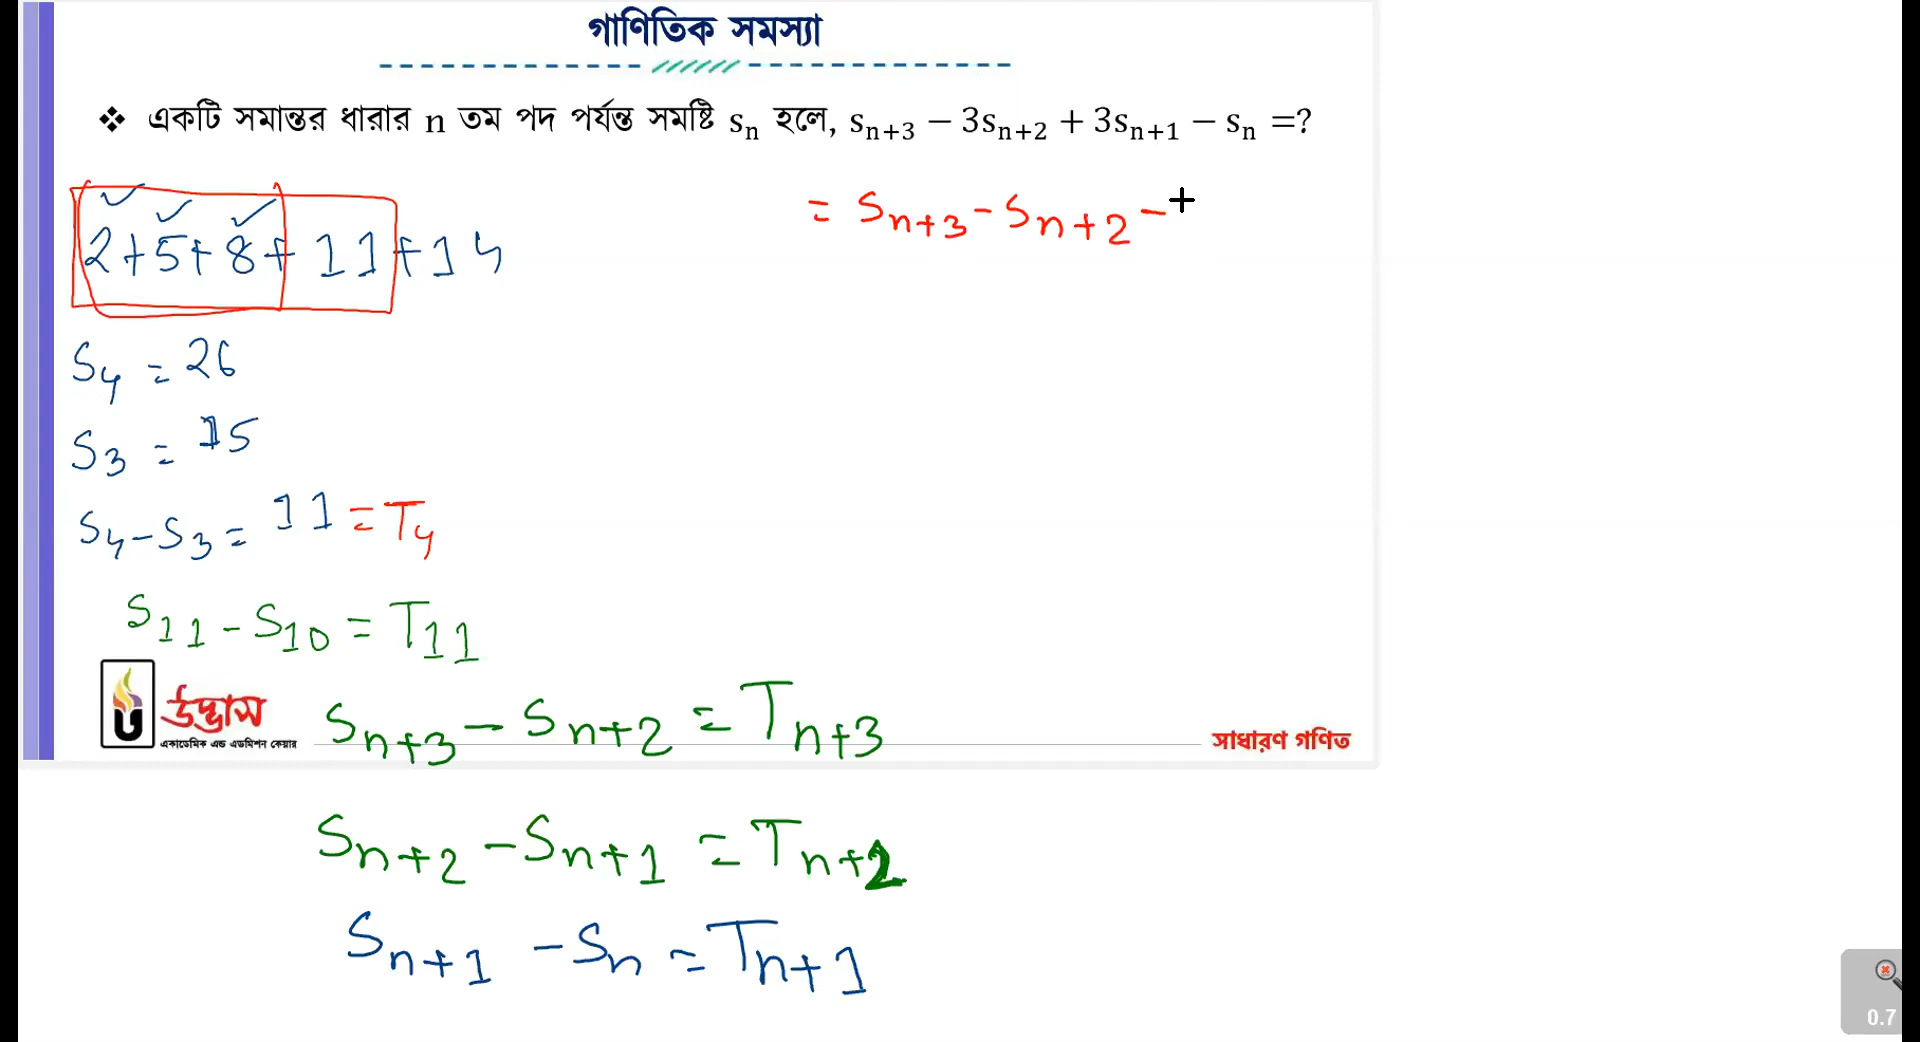 গাণিতিক সমস্যা
❖ একটি সমান্তর ধারার n তম পদ পর্যন্ত সমষ্টি sₙ হলে, sₙ₊₃ − 3sₙ₊₂ + 3sₙ₊₁ − sₙ =?
= Sₙ₊₃ - Sₙ₊₂ -
2+5+8+11+14
S₄ = 26
S₃ = 15
S₄-S₃ = 11 = T₄
S₁₁ - S₁₀ = T₁₁
Sₙ₊₃ - Sₙ₊₂ = Tₙ₊₃
উদ্ভাস
একাডেমিক এন্ড এডমিশন কেয়ার
সাধারণ গণিত
Sₙ₊₂ - Sₙ₊₁ = Tₙ₊₂
Sₙ₊₁ - Sₙ = Tₙ₊₁
0.7